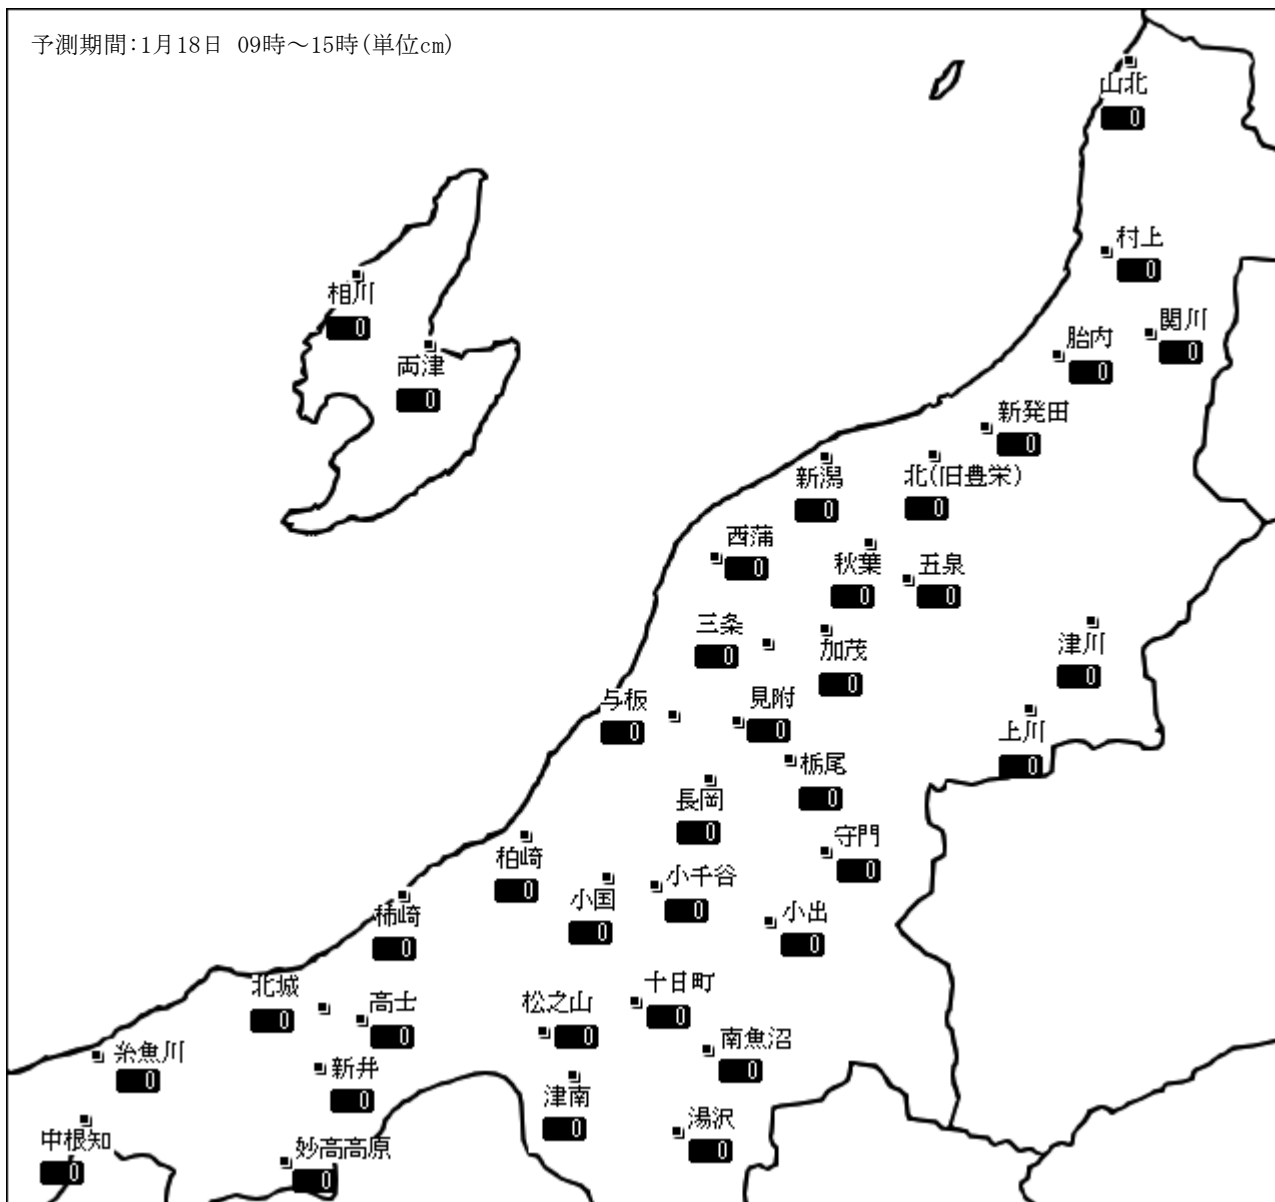 予測期間:1月18日 09時～15時(単位cm)
山北
0
村上
0
相川
0
関川
0
胎内
0
両津
0
新発田
0
新潟
0
北(旧豊栄)
0
西蒲
0
秋葉
0
五泉
0
三条
0
加茂
0
津川
0
与板
0
見附
0
上川
0
栃尾
0
長岡
0
守門
0
柏崎
0
小千谷
0
小国
0
小出
0
柿崎
0
北城
0
高士
0
松之山
0
十日町
0
南魚沼
0
糸魚川
0
新井
0
津南
0
湯沢
0
中根知
0
妙高高原
0